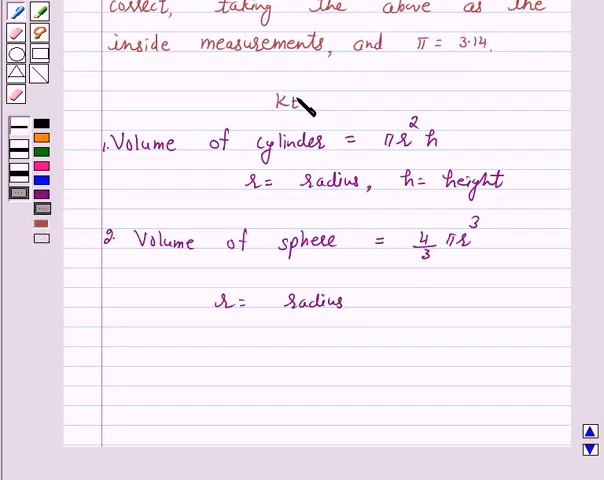 correct, taking the above as the
inside measurements, and π = 3.14.
KE
1. Volume of cylinder = πr²h
r = radius, h = height
2. Volume of sphere = 4/3 πr³
r = radius